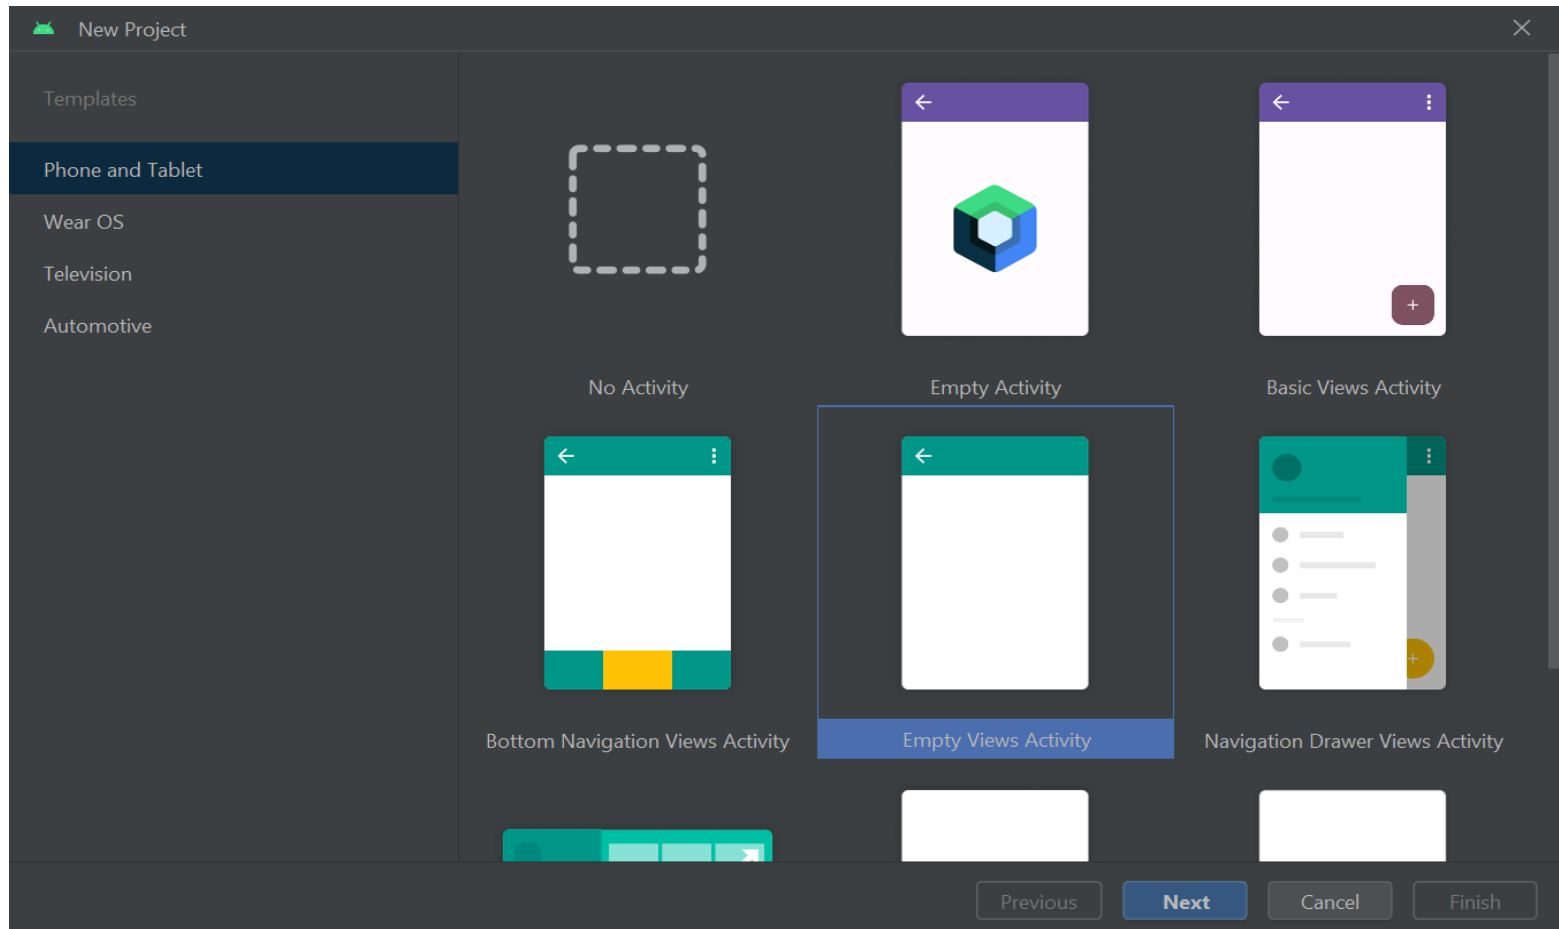 New Project
Templates
Phone and Tablet
Wear OS
Television
Automotive
No Activity
Empty Activity
Basic Views Activity
Bottom Navigation Views Activity
Empty Views Activity
Navigation Drawer Views Activity
Previous
Next
Cancel
Finish